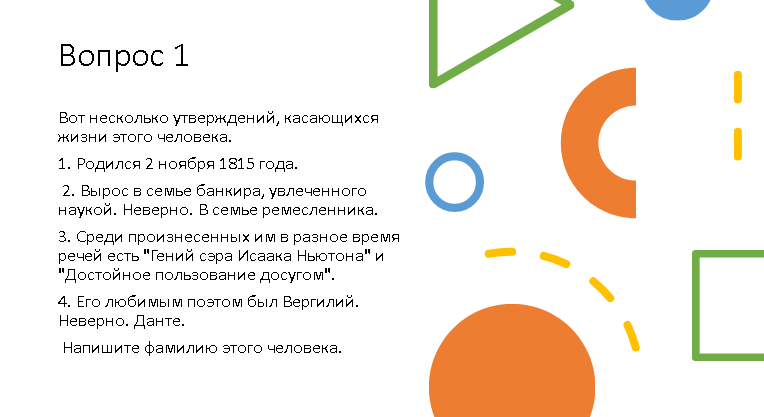 Вопрос 1
Вот несколько утверждений, касающихся
жизни этого человека.
1. Родился 2 ноября 1815 года.
2. Вырос в семье банкира, увлеченного
наукой. Неверно. В семье ремесленника.
3. Среди произнесенных им в разное время
речей есть "Гений сэра Исаака Ньютона" и
"Достойное пользование досугом".
4. Его любимым поэтом был Вергилий.
Неверно. Данте.
Напишите фамилию этого человека.